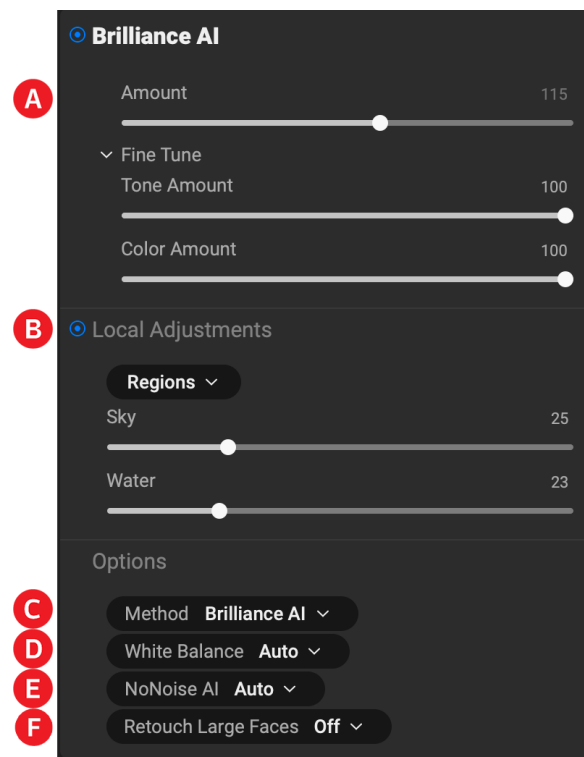 Brilliance AI
A
Amount 115
Fine Tune
Tone Amount 100
Color Amount 100
B
Local Adjustments
Regions
Sky 25
Water 23
Options
C
Method Brilliance AI
D
White Balance Auto
E
NoNoise AI Auto
F
Retouch Large Faces Off